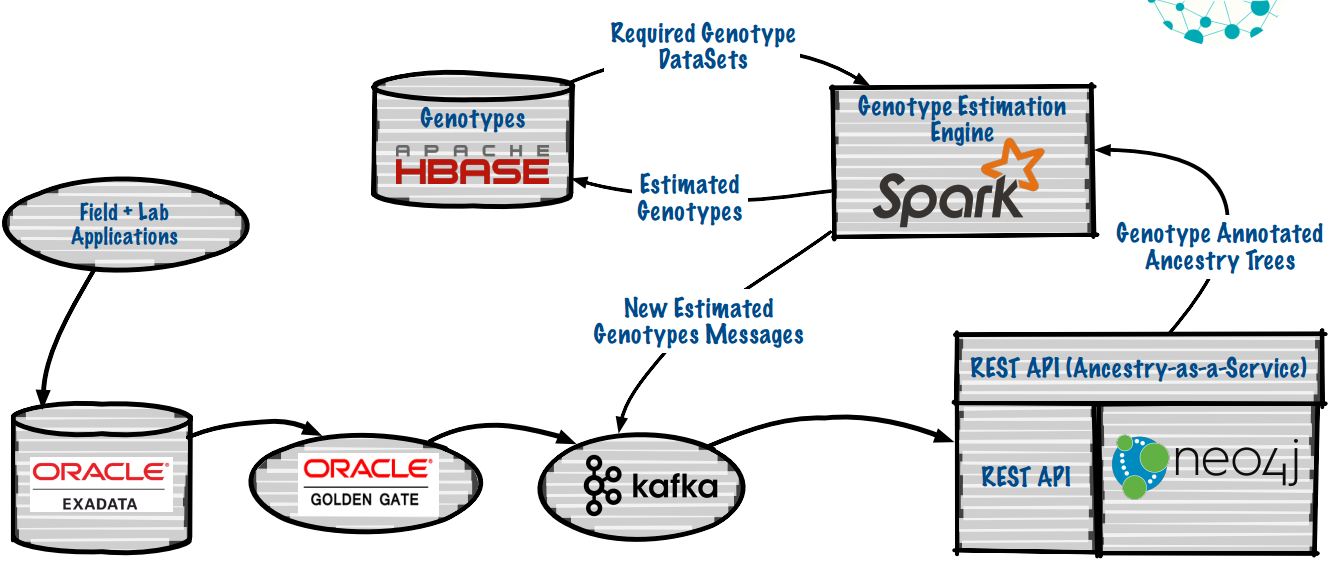 Required Genotype
DataSets
Genotypes
APACHE
HBASE
Genotype Estimation
Engine
Spark
Estimated
Genotypes
Field + Lab
Applications
Genotype Annotated
Ancestry Trees
New Estimated
Genotypes Messages
REST API (Ancestry-as-a-Service)
ORACLE
EXADATA
ORACLE
GOLDEN GATE
kafka
REST API
neo4j